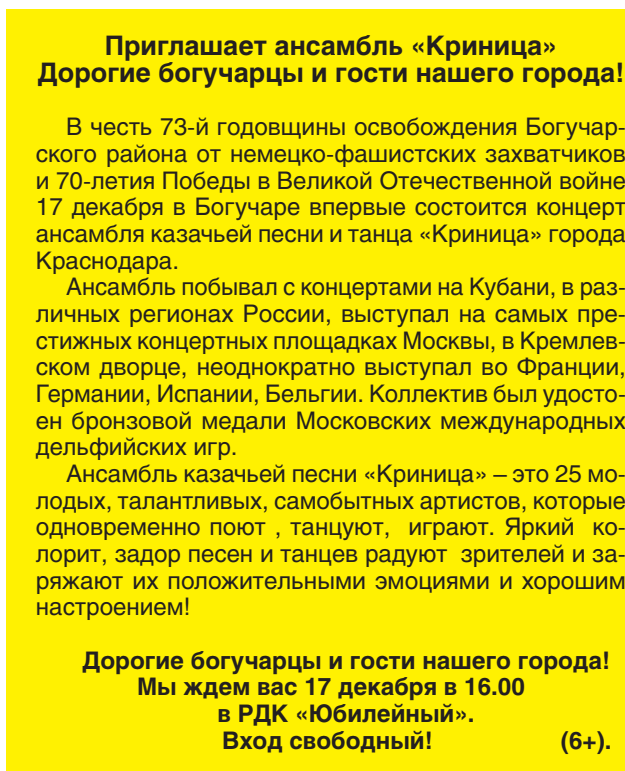 Приглашает ансамбль «Криница»
Дорогие богучарцы и гости нашего города!
В честь 73-й годовщины освобождения Богучар-
ского района от немецко-фашистских захватчиков
и 70-летия Победы в Великой Отечественной войне
17 декабря в Богучаре впервые состоится концерт
ансамбля казачьей песни и танца «Криница» города
Краснодара.
Ансамбль побывал с концертами на Кубани, в раз-
личных регионах России, выступал на самых пре-
стижных концертных площадках Москвы, в Кремлев-
ском дворце, неоднократно выступал во Франции,
Германии, Испании, Бельгии. Коллектив был удосто-
ен бронзовой медали Московских международных
дельфийских игр.
Ансамбль казачьей песни «Криница» – это 25 мо-
лодых, талантливых, самобытных артистов, которые
одновременно поют , танцуют, играют. Яркий ко-
лорит, задор песен и танцев радуют зрителей и за-
ряжают их положительными эмоциями и хорошим
настроением!
Дорогие богучарцы и гости нашего города!
Мы ждем вас 17 декабря в 16.00
в РДК «Юбилейный».
Вход свободный! (6+).